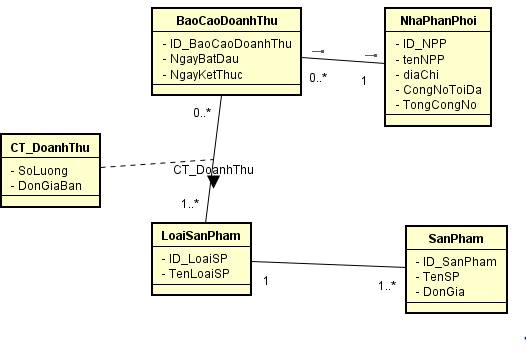 BaoCaoDoanhThu
- ID_BaoCaoDoanhThu
- NgayBatDau
- NgayKetThuc
NhaPhanPhoi
- ID_NPP
- tenNPP
- diaChi
- CongNoToiDa
- TongCongNo
0..*
1
0..*
CT_DoanhThu
- SoLuong
- DonGiaBan
CT_DoanhThu
1..*
LoaiSanPham
- ID_LoaiSP
- TenLoaiSP
1
1..*
SanPham
- ID_SanPham
- TenSP
- DonGia